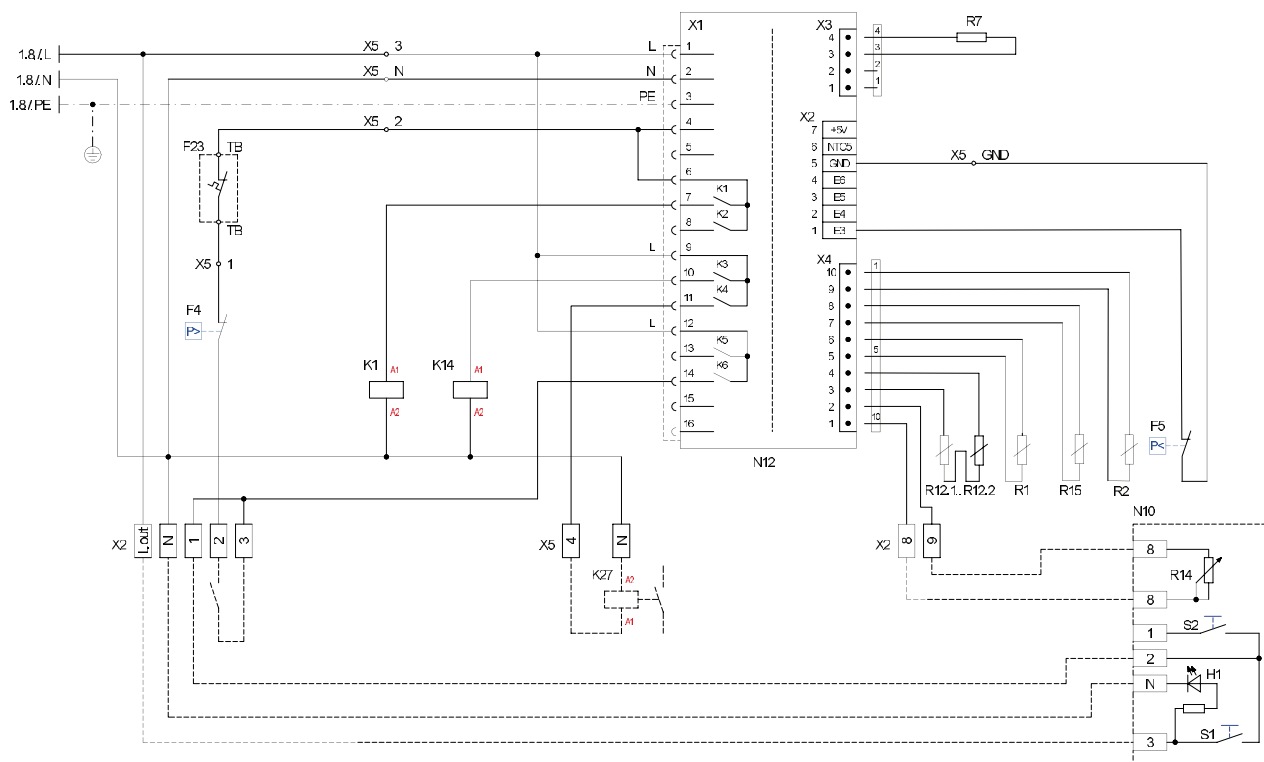 X1
X3
R7
4
4
3
3
2
2
1
1
1.8/.L
X5 3
L
1
1.8/.N
X5 N
N
2
1.8/.PE
PE
3
X5 2
4
F23
TB
5
6
K1
7
K2
8
TB
X5 1
L
9
K3
10
K4
11
F4
P>
L
12
K5
13
K6
14
15
16
X2
7 +5V
6 NTC5
5 GND
4 E6
3 E5
2 E4
1 E3
X5 GND
X4
10
1
9
8
7
6
5
5
4
3
2
1
10
K1
A1
A2
K14
A1
A2
F5
P<
N12
R12.1..
R12.2
R1
R15
R2
X2
L.out
N
1
2
3
X5
4
N
X2
8
9
N10
K27
A2
A1
8
R14
8
1
S2
2
N
H1
3
S1